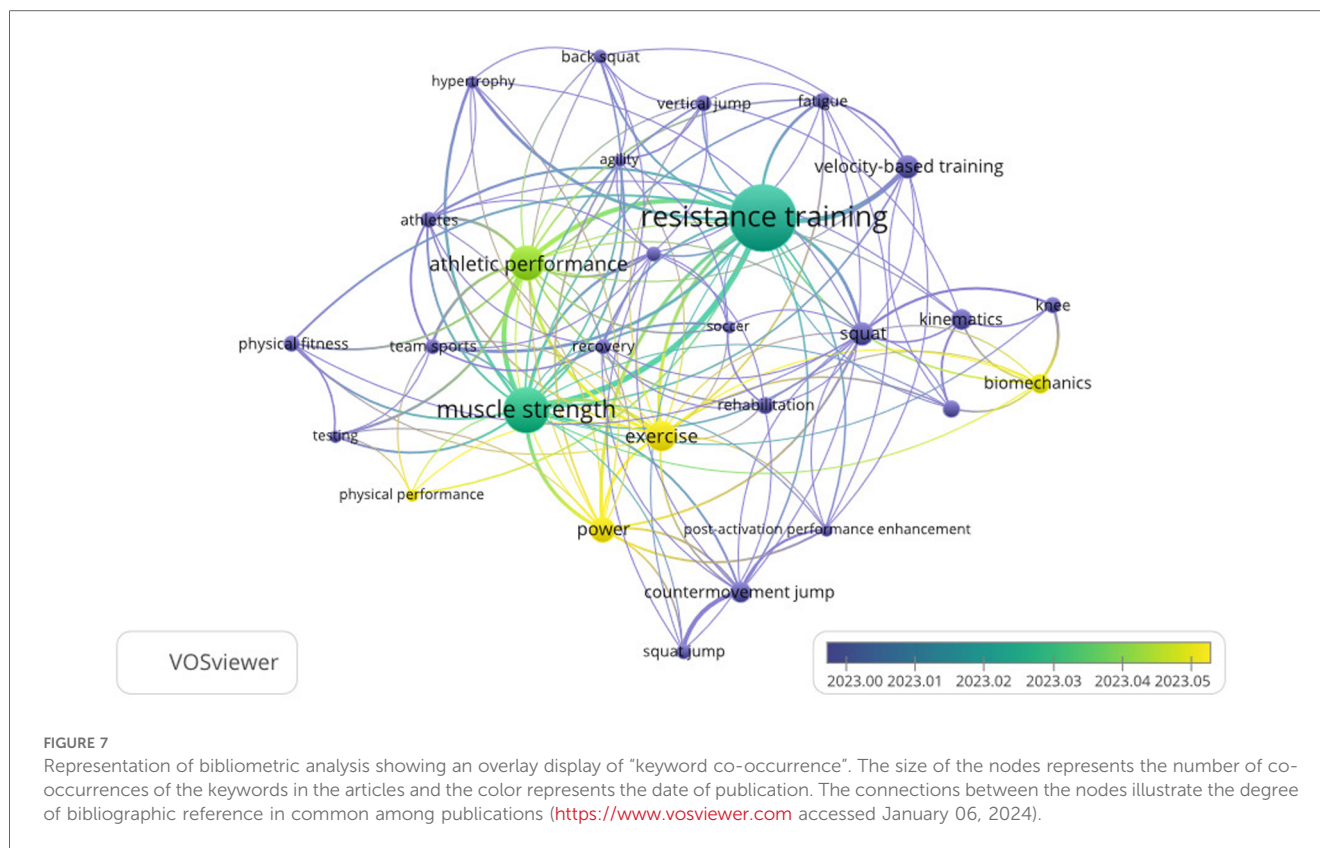 back squat
hypertrophy
vertical jump
fatigue
agility
velocity-based training
resistance training
athletes
athletic performance
knee
kinematics
soccer
squat
physical fitness
team sports
recovery
biomechanics
rehabilitation
muscle strength
exercise
testing
physical performance
power
post-activation performance enhancement
countermovement jump
squat jump
VOSviewer
2023.00 2023.01 2023.02 2023.03 2023.04 2023.05
FIGURE 7
Representation of bibliometric analysis showing an overlay display of “keyword co-occurrence”. The size of the nodes represents the number of co-
occurrences of the keywords in the articles and the color represents the date of publication. The connections between the nodes illustrate the degree
of bibliographic reference in common among publications (https://www.vosviewer.com accessed January 06, 2024).